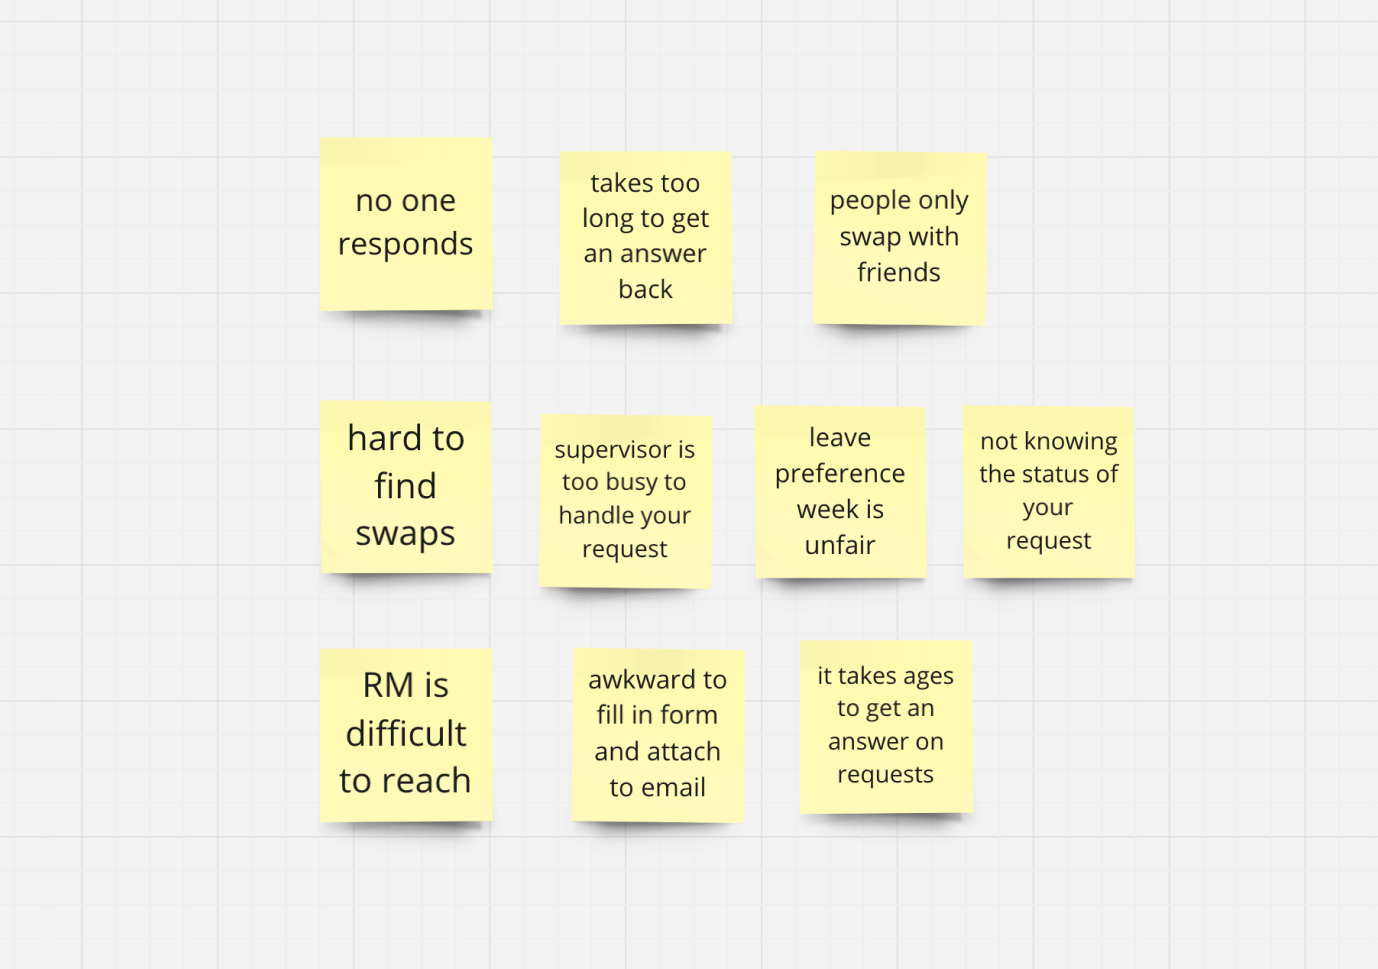 no one
responds
takes too
long to get
an answer
back
people only
swap with
friends
hard to
find
swaps
supervisor is
too busy to
handle your
request
leave
preference
week is
unfair
not knowing
the status of
your
request
RM is
difficult
to reach
awkward to
fill in form
and attach
to email
it takes ages
to get an
answer on
requests